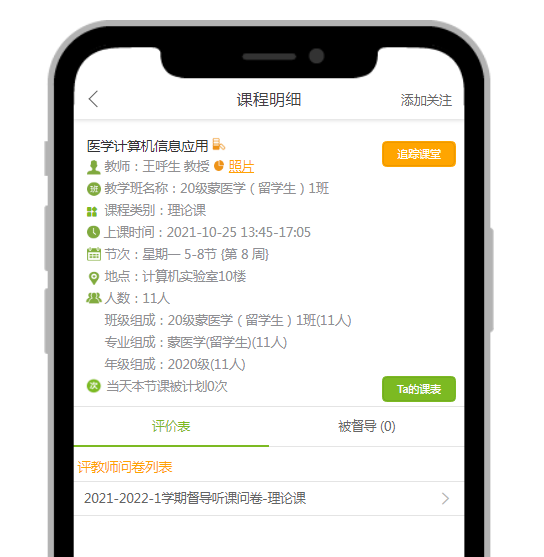 课程明细 添加关注
医学计算机信息应用
追踪课堂
教师：王呼生 教授 照片
班 教学班名称：20级蒙医学（留学生）1班
课程类别：理论课
上课时间：2021-10-25 13:45-17:05
节次：星期一 5-8节 {第 8 周}
地点：计算机实验室10楼
人数：11人
班级组成：20级蒙医学（留学生）1班(11人)
专业组成：蒙医学(留学生)(11人)
年级组成：2020级(11人)
次 当天本节课被计划0次
Ta的课表
评价表 被督导 (0)
评教师问卷列表
2021-2022-1学期督导听课问卷-理论课